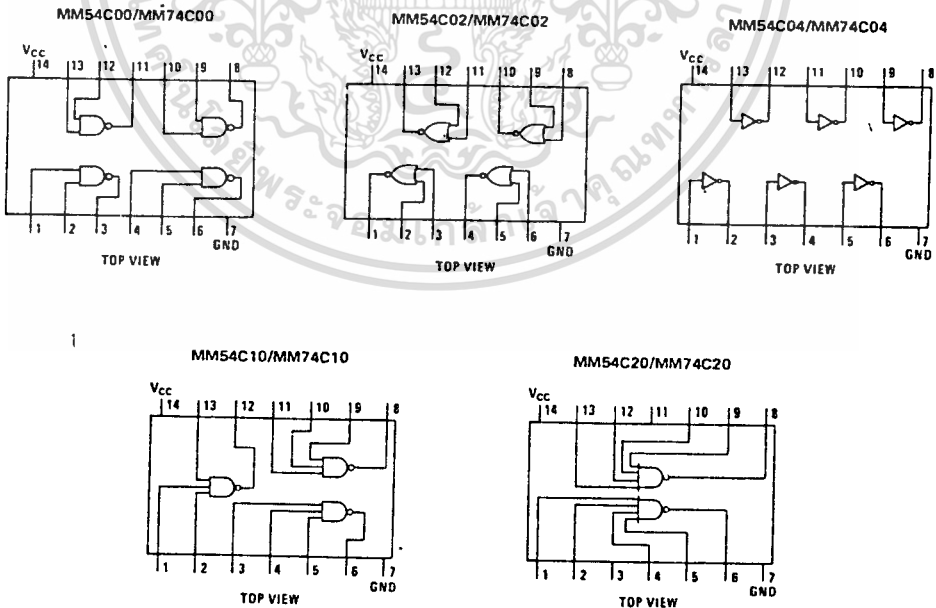 MM54C00/MM74C00
MM54C02/MM74C02
MM54C04/MM74C04
VCC
14 13 12 11 10 9 8
1 2 3 4 5 6 7
GND
TOP VIEW
VCC
14 13 12 11 10 9 8
1 2 3 4 5 6 7
GND
TOP VIEW
VCC
14 13 12 11 10 9 8
1 2 3 4 5 6 7
GND
TOP VIEW
MM54C10/MM74C10
MM54C20/MM74C20
VCC
14 13 12 11 10 9 8
1 2 3 4 5 6 7
GND
TOP VIEW
VCC
14 13 12 11 10 9 8
1 2 3 4 5 6 7
GND
TOP VIEW